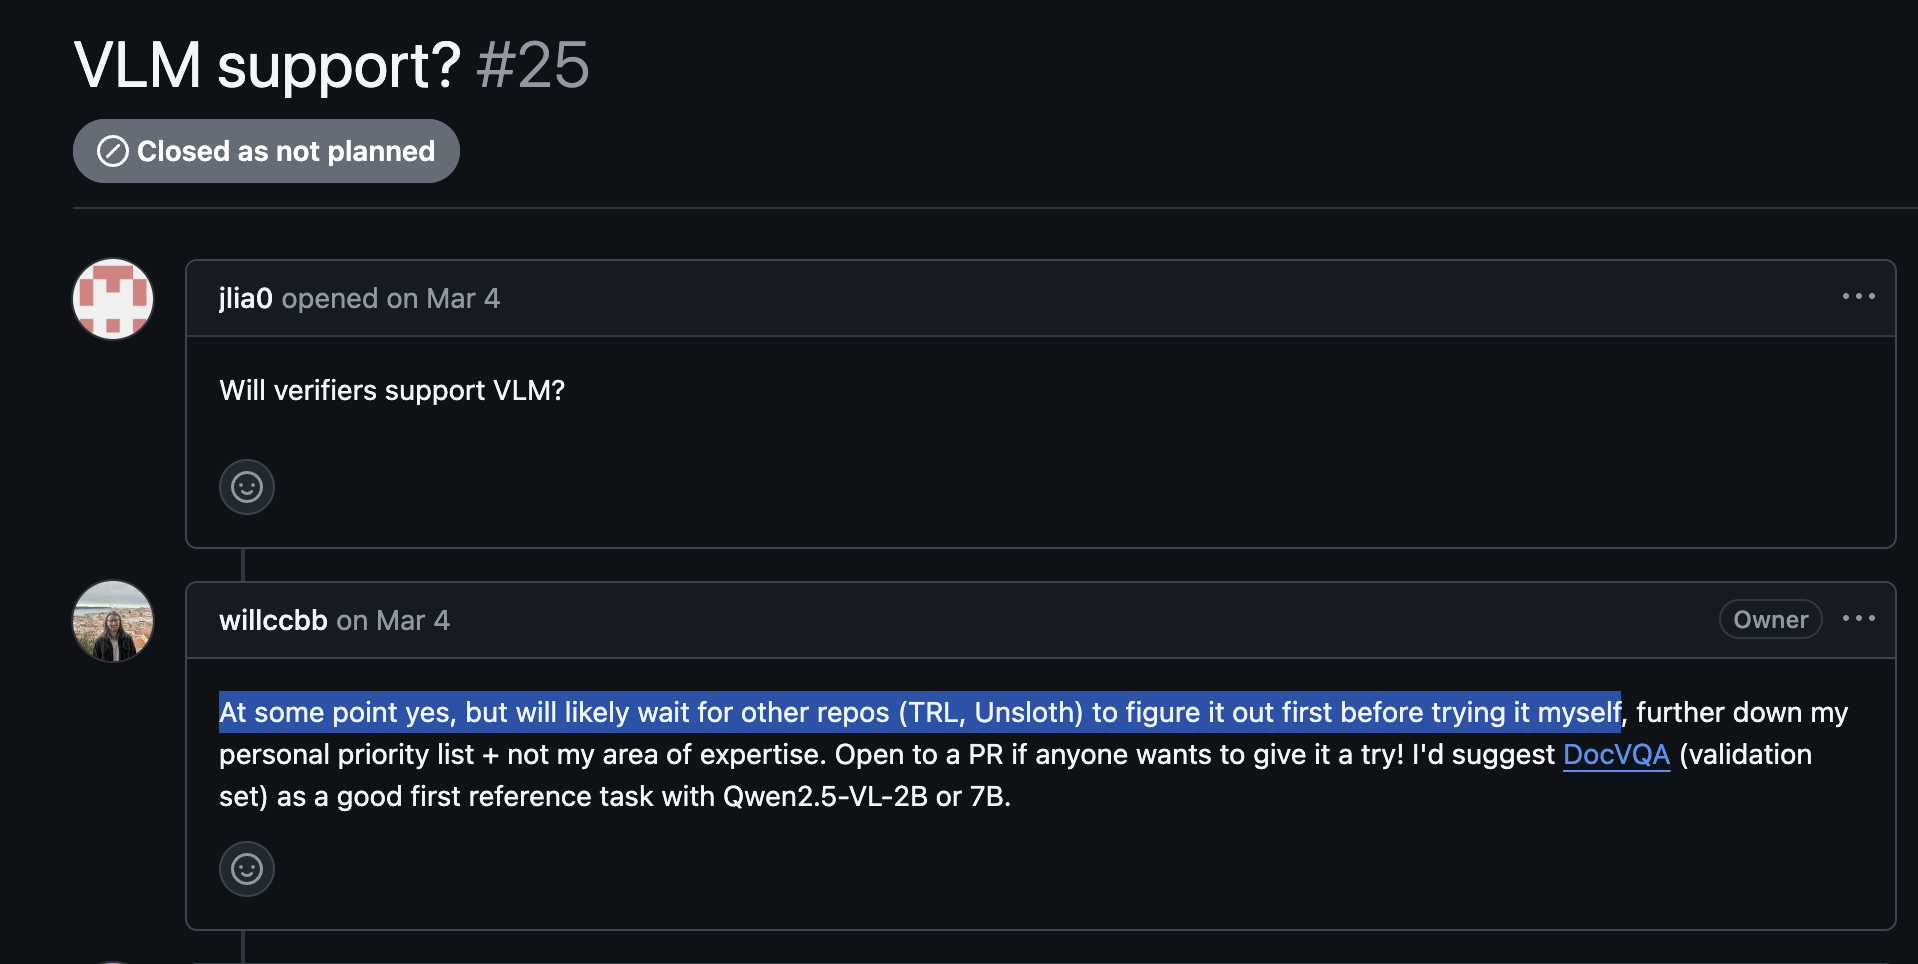 VLM support? #25
Closed as not planned
jlia0 opened on Mar 4
Will verifiers support VLM?
willccbb on Mar 4
Owner
At some point yes, but will likely wait for other repos (TRL, Unsloth) to figure it out first before trying it myself, further down my
personal priority list + not my area of expertise. Open to a PR if anyone wants to give it a try! I'd suggest DocVQA (validation
set) as a good first reference task with Qwen2.5-VL-2B or 7B.